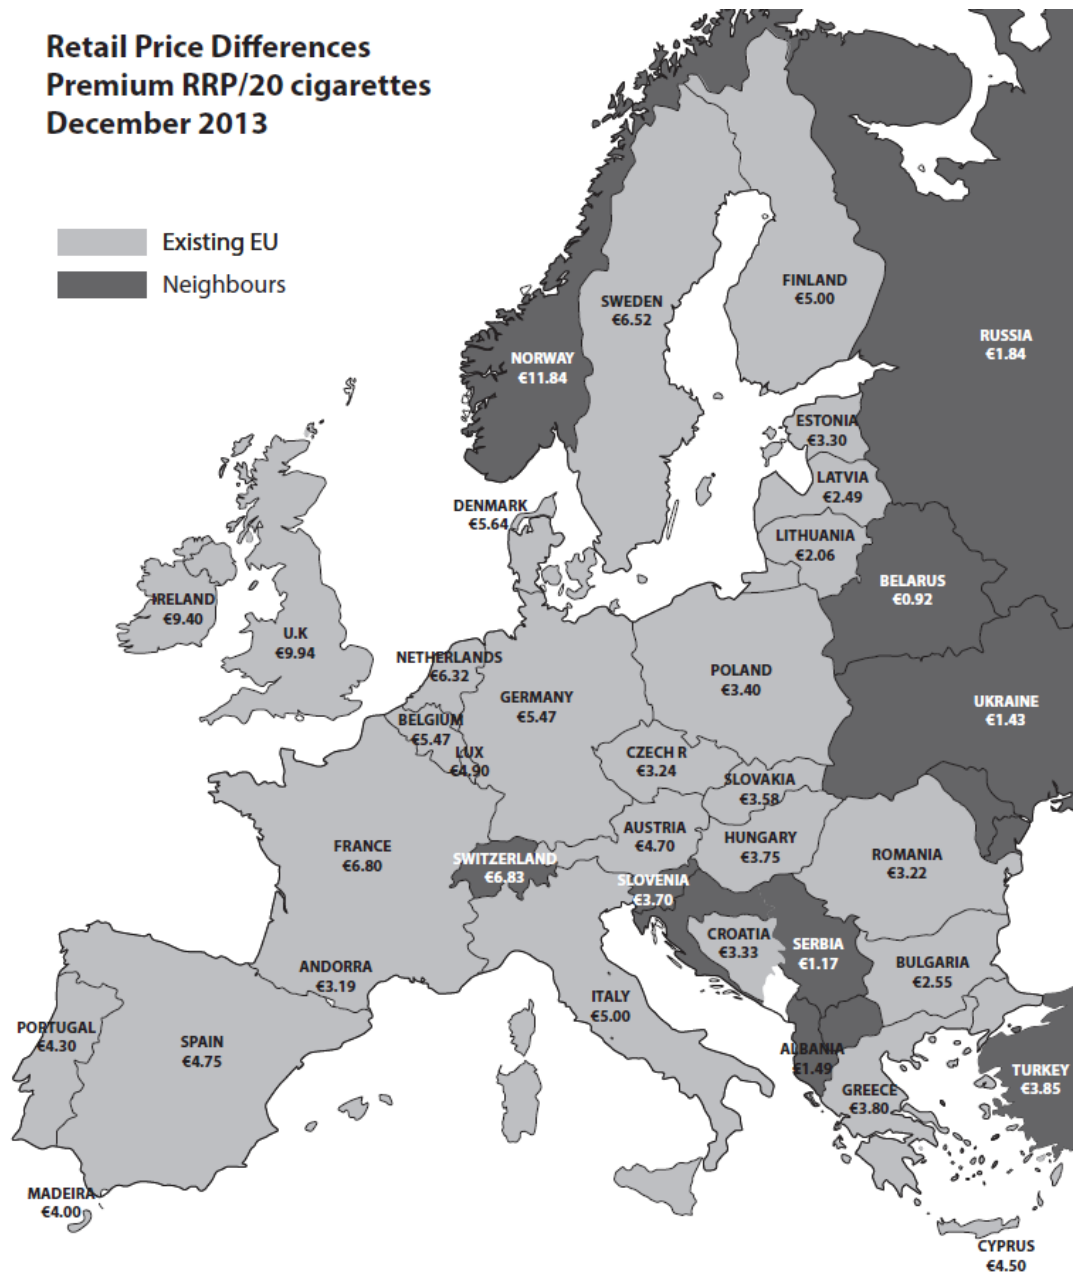 Retail Price Differences
Premium RRP/20 cigarettes
December 2013
Existing EU
Neighbours
FINLAND
€5.00
SWEDEN
€6.52
RUSSIA
€1.84
NORWAY
€11.84
ESTONIA
€3.30
LATVIA
€2.49
DENMARK
€5.64
LITHUANIA
€2.06
BELARUS
€0.92
IRELAND
€9.40
U.K
€9.94
NETHERLANDS
€6.32
POLAND
€3.40
GERMANY
€5.47
UKRAINE
€1.43
BELGIUM
€5.47
LUX
€4.90
CZECH R
€3.24
SLOVAKIA
€3.58
AUSTRIA
€4.70
HUNGARY
€3.75
FRANCE
€6.80
SWITZERLAND
€6.83
ROMANIA
€3.22
SLOVENIA
€3.70
CROATIA
€3.33
SERBIA
€1.17
BULGARIA
€2.55
ANDORRA
€3.19
ITALY
€5.00
PORTUGAL
€4.30
SPAIN
€4.75
ALBANIA
€1.49
TURKEY
€3.85
GREECE
€3.80
MADEIRA
€4.00
CYPRUS
€4.50